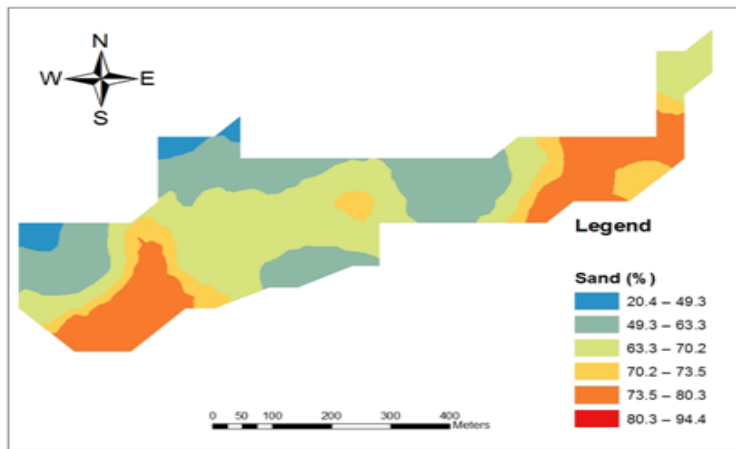 N
W E
S
Legend
Sand (%)
20.4 – 49.3
49.3 – 63.3
63.3 – 70.2
70.2 – 73.5
73.5 – 80.3
80.3 – 94.4
0 50 100 200 300 400
Meters